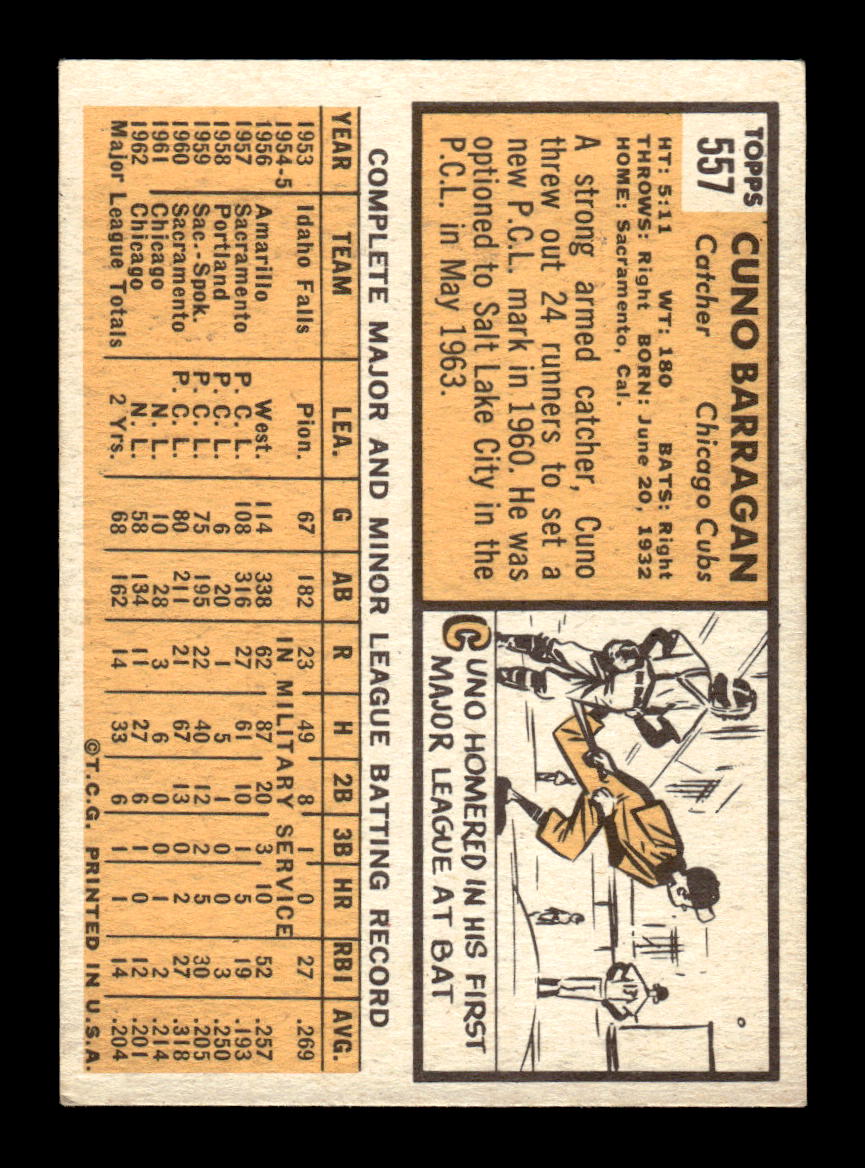 TOPPS
557
CUNO BARRAGAN
Catcher Chicago Cubs
HT: 5:11 WT: 180 BATS: Right
THROWS: Right BORN: June 20, 1932
HOME: Sacramento, Cal.
A strong armed catcher, Cuno
threw out 24 runners to set a
new P.C.L. mark in 1960. He was
optioned to Salt Lake City in the
P.C.L. in May 1963.
CUNO HOMERED IN HIS FIRST
MAJOR LEAGUE AT BAT
COMPLETE MAJOR AND MINOR LEAGUE BATTING RECORD
YEAR TEAM LEA. G AB R H 2B 3B HR RBI AVG.
1953 Idaho Falls Pion. 67 182 23 49 8 1 0 27 .269
1954-5 IN MILITARY SERVICE
1956 Amarillo West. 114 338 62 87 20 3 10 52 .257
1957 Sacramento P.C.L. 108 316 27 61 10 1 5 19 .193
1958 Portland P.C.L. 6 20 1 5 1 0 0 3 .250
1959 Sac.-Spok. P.C.L. 75 195 22 40 12 2 5 30 .205
1960 Sacramento P.C.L. 80 211 21 67 13 0 2 27 .318
1961 Chicago N.L. 10 28 3 6 0 0 1 2 .214
1962 Chicago N.L. 58 134 11 27 6 1 0 12 .201
Major League Totals 2 Yrs. 68 162 14 33 6 1 1 14 .204
©T.C.G. PRINTED IN U.S.A.